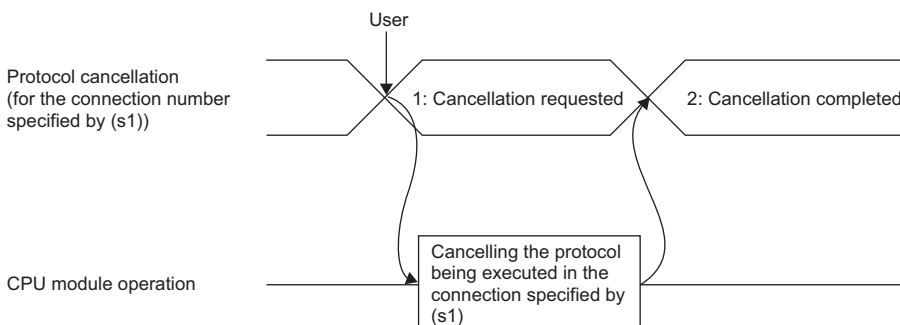 User
Protocol cancellation
(for the connection number
specified by (s1))
1: Cancellation requested
2: Cancellation completed
CPU module operation
Cancelling the protocol
being executed in the
connection specified by
(s1)